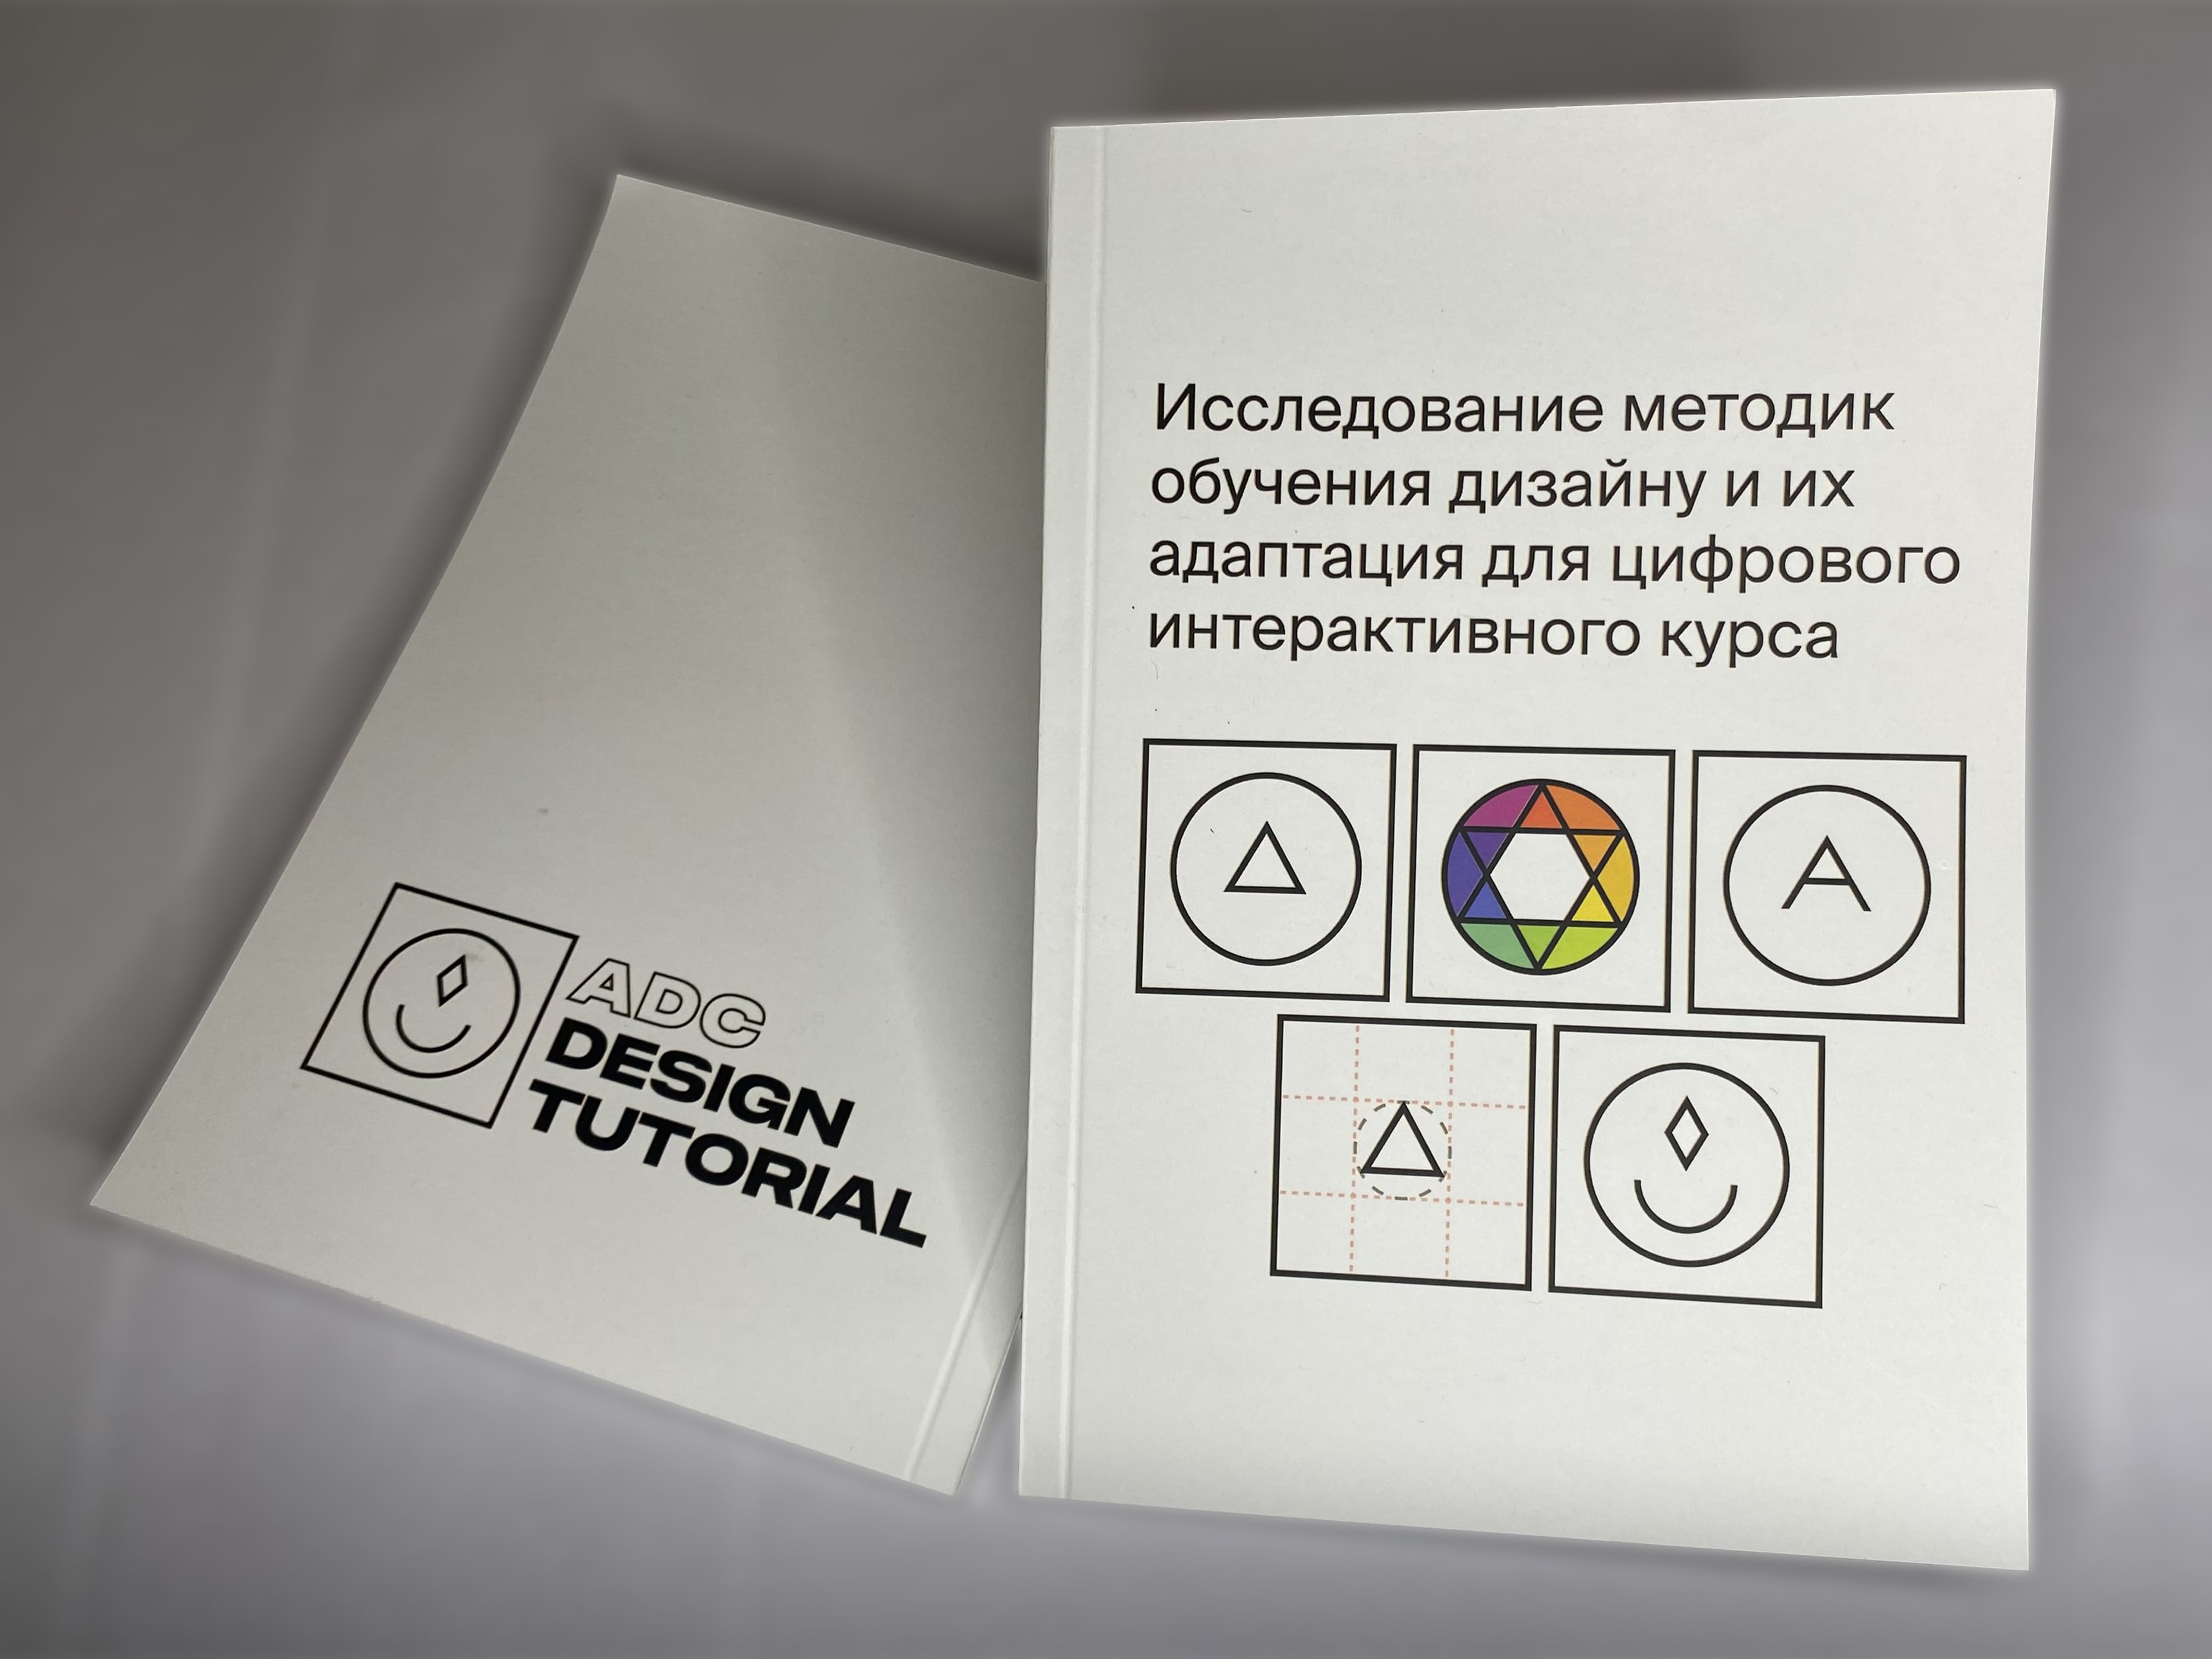 ADC
DESIGN
TUTORIAL
Исследование методик
обучения дизайну и их
адаптация для цифрового
интерактивного курса
A